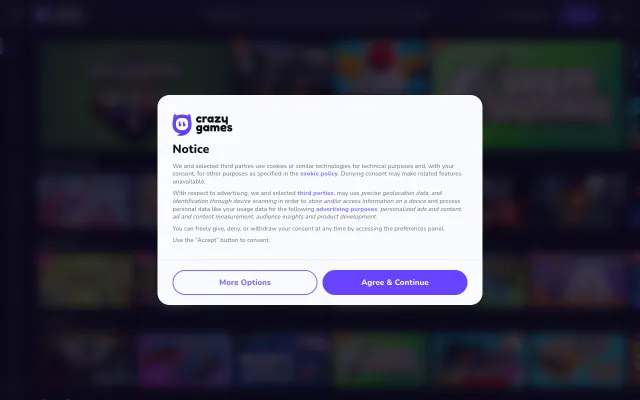 crazy
games
Notice
We and selected third parties use cookies or similar technologies for technical purposes and, with your
consent, for other purposes as specified in the cookie policy. Denying consent may make related features
unavailable.
With respect to advertising, we and selected third parties, may use precise geolocation data, and
identification through device scanning in order to store and/or access information on a device and process
personal data like your usage data for the following advertising purposes: personalized ads and content,
ad and content measurement, audience insights and product development.
You can freely give, deny, or withdraw your consent at any time by accessing the preferences panel.
Use the "Accept" button to consent.
More Options
Agree & Continue